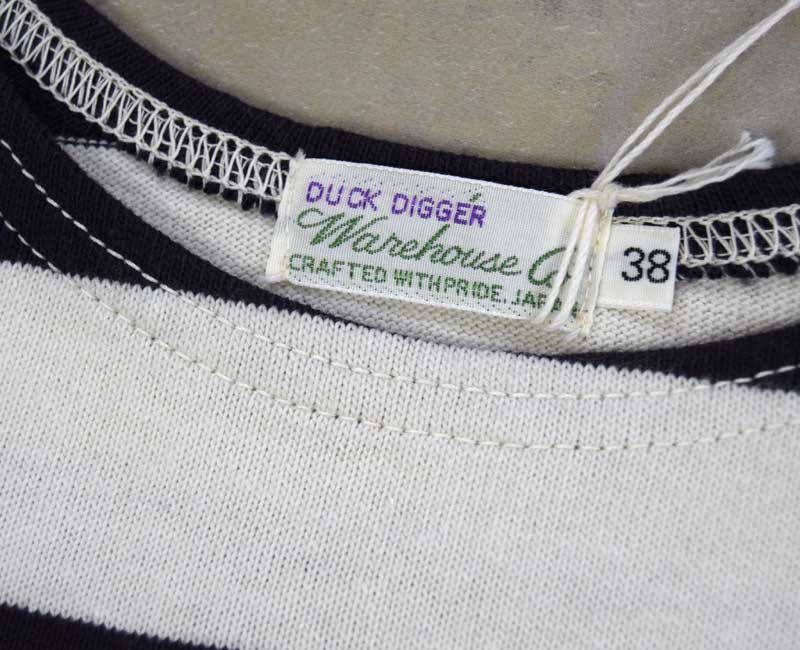 DUCK DIGGER
Warehouse
CRAFTED WITH PRIDE.
38